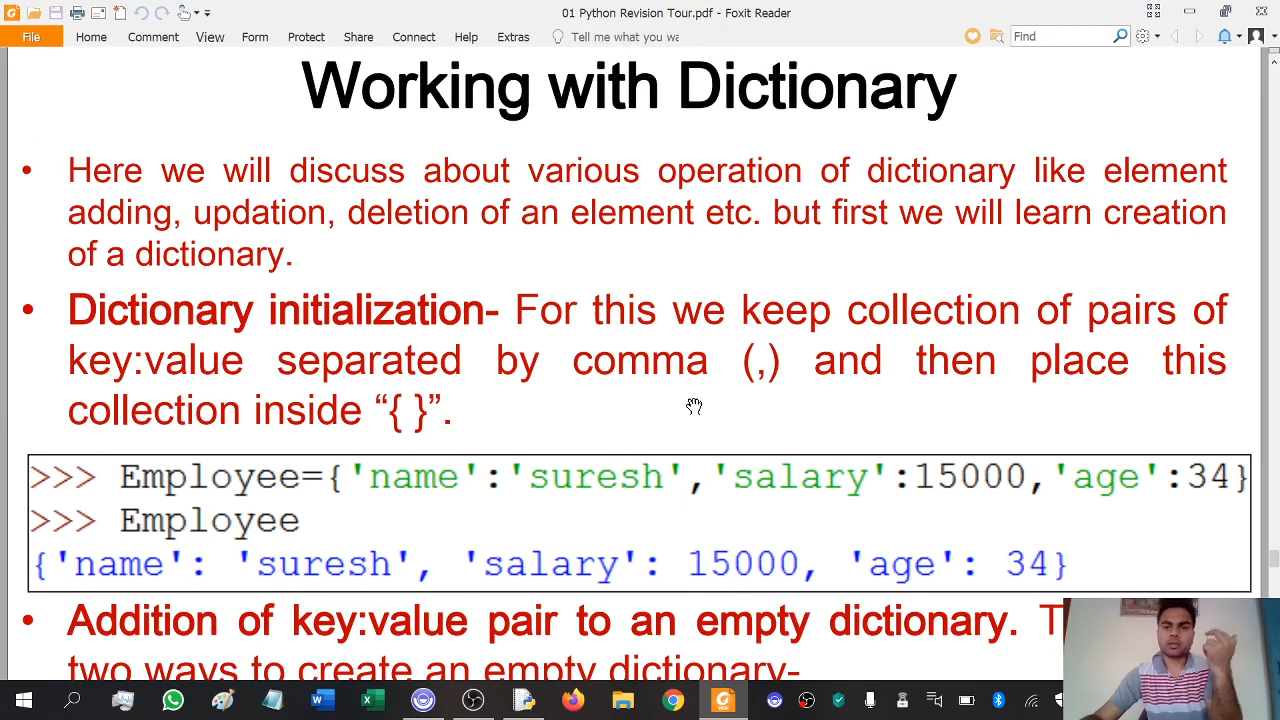 01 Python Revision Tour.pdf - Foxit Reader
File Home Comment View Form Protect Share Connect Help Extras Tell me what you wa Find
Working with Dictionary
• Here we will discuss about various operation of dictionary like element
adding, updation, deletion of an element etc. but first we will learn creation
of a dictionary.
• Dictionary initialization- For this we keep collection of pairs of
key:value separated by comma (,) and then place this
collection inside “{ }”.
>>> Employee={'name':'suresh','salary':15000,'age':34}
>>> Employee
{'name': 'suresh', 'salary': 15000, 'age': 34}
• Addition of key:value pair to an empty dictionary. T
two ways to create an empty dictionary-